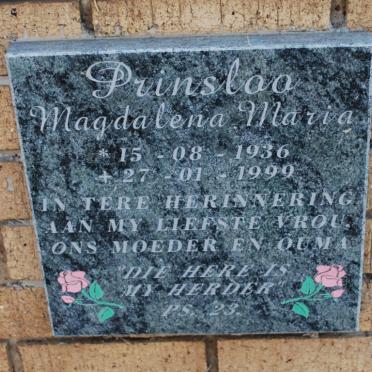 Prinsloo
Magdalena Maria
* 15 - 08 - 1936
+ 27 - 01 - 1999
IN TERE HERINNERING
AAN MY LIEFSTE VROU,
ONS MOEDER EN OUMA
"DIE HERE IS
MY HERDER"
PS. 23